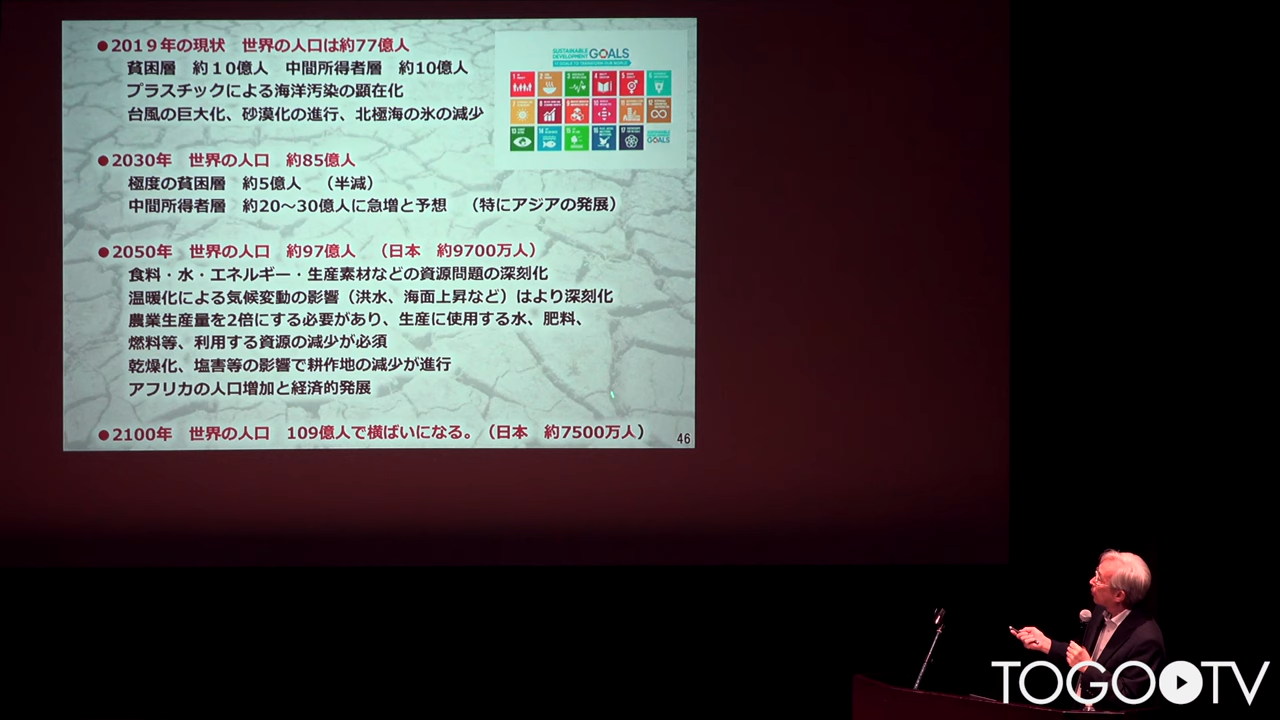 ●2019年の現状　世界の人口は約77億人
貧困層　約１０億人　中間所得者層　約10億人
プラスチックによる海洋汚染の顕在化
台風の巨大化、砂漠化の進行、北極海の氷の減少
SUSTAINABLE DEVELOPMENT GOALS
●2030年　世界の人口　約85億人
極度の貧困層　約5億人　（半減）
中間所得者層　約20～30億人に急増と予想　（特にアジアの発展）
●2050年　世界の人口　約97億人　（日本　約9700万人）
食料・水・エネルギー・生産素材などの資源問題の深刻化
温暖化による気候変動の影響（洪水、海面上昇など）はより深刻化
農業生産量を2倍にする必要があり、生産に使用する水、肥料、
燃料等、利用する資源の減少が必須
乾燥化、塩害等の影響で耕作地の減少が進行
アフリカの人口増加と経済的発展
●2100年　世界の人口　109億人で横ばいになる。（日本　約7500万人）
46
TOGOTV